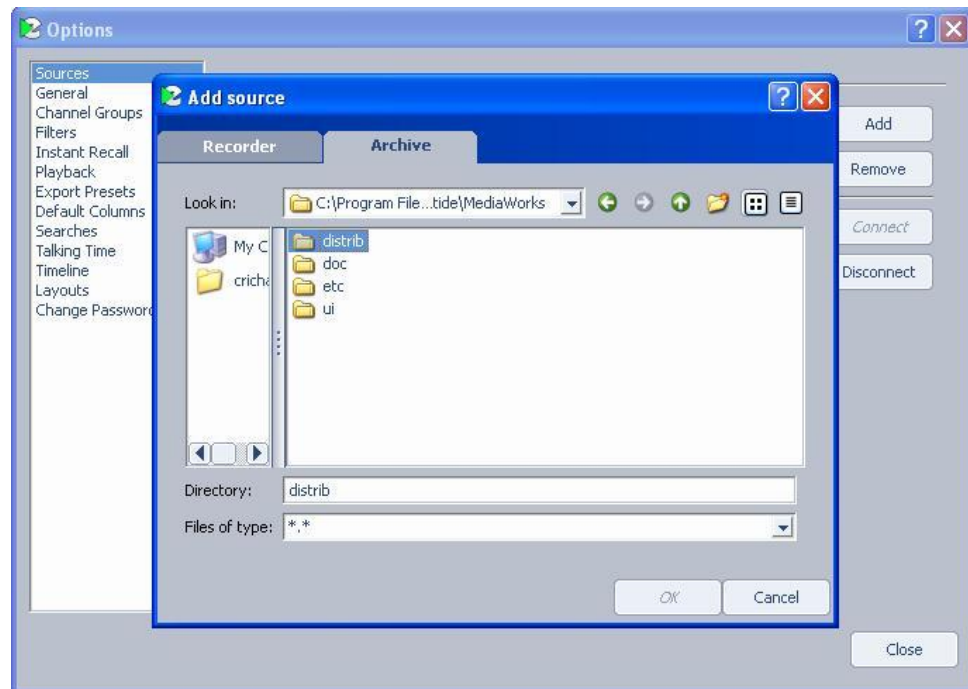 Options
Sources
General
Channel Groups
Filters
Instant Recall
Playback
Export Presets
Default Columns
Searches
Talking Time
Timeline
Layouts
Change Password
Add source
Recorder
Archive
Look in:
C:\Program File...tide\MediaWorks
My C
cricha
distrib
doc
etc
ui
Directory:
distrib
Files of type:
*.*
OK
Cancel
Add
Remove
Connect
Disconnect
Close